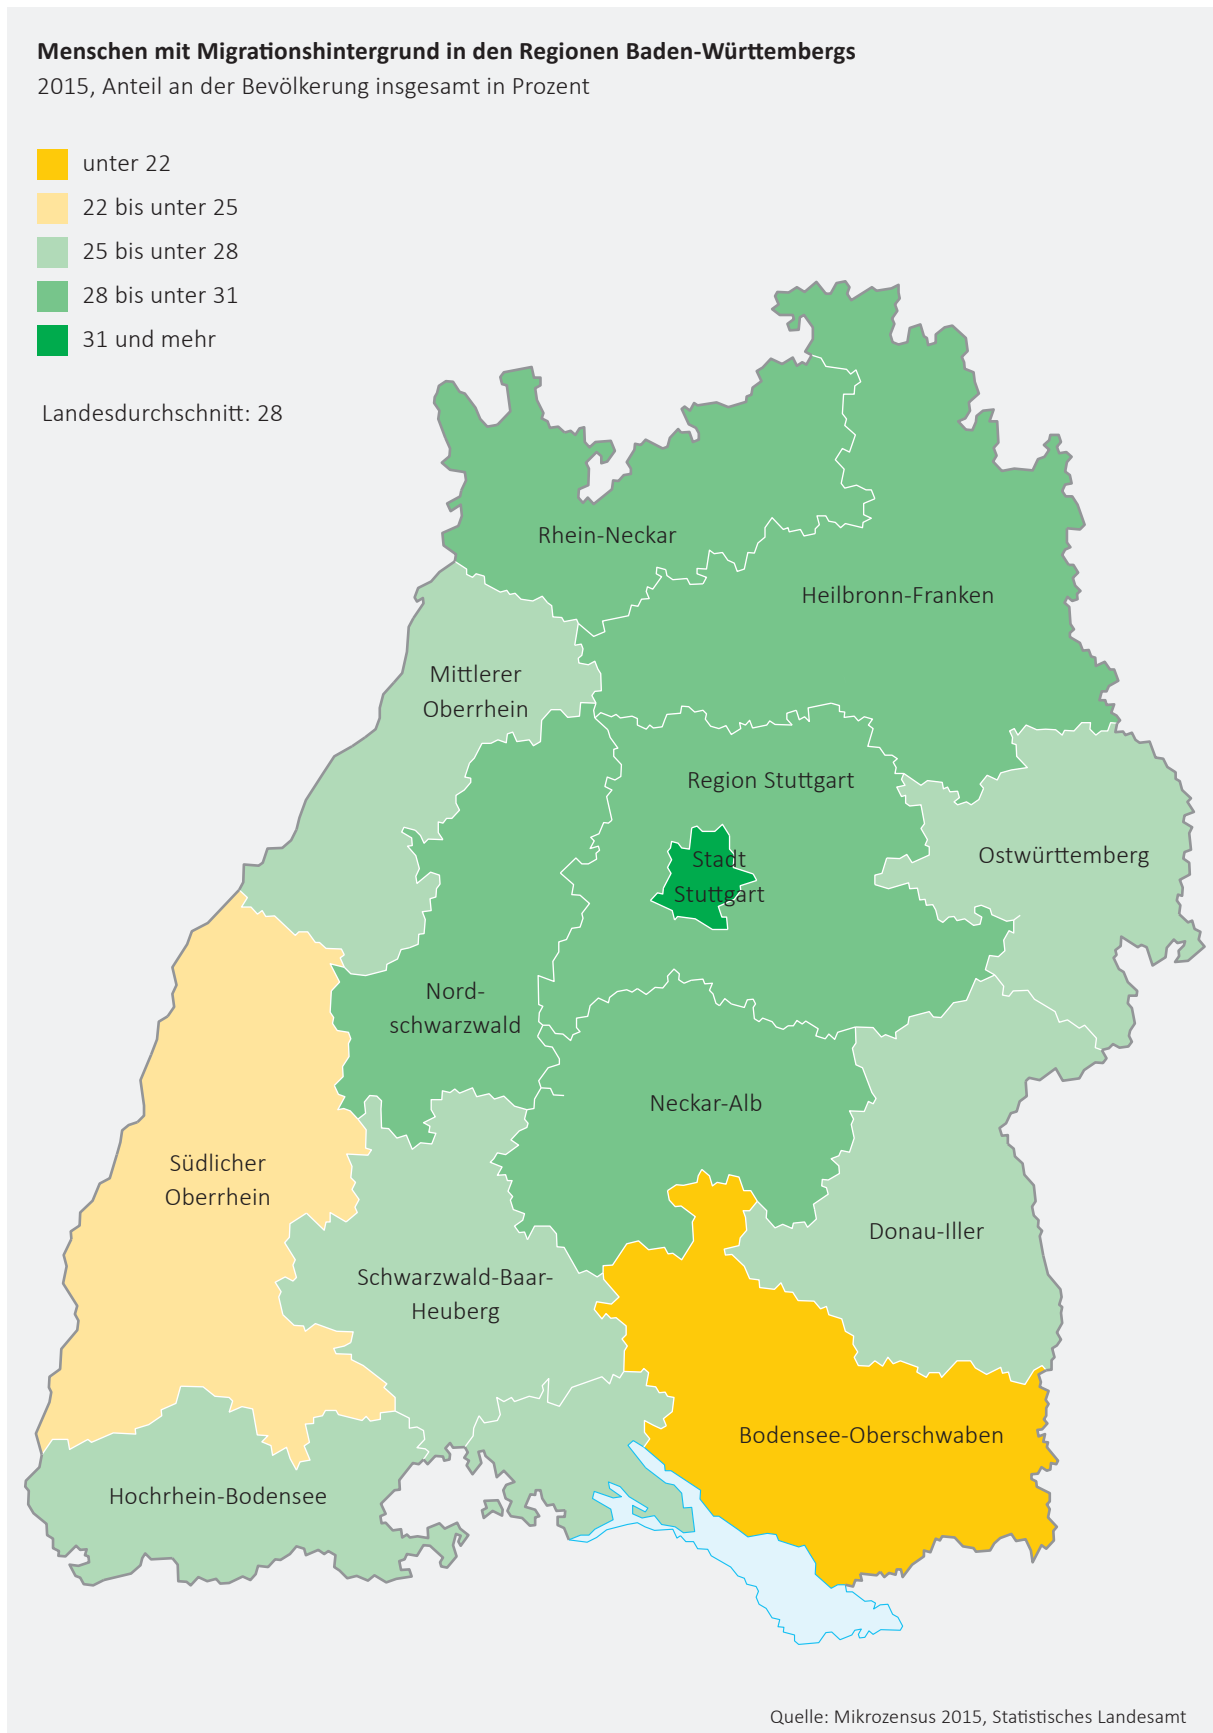 Menschen mit Migrationshintergrund in den Regionen Baden-Württembergs
2015, Anteil an der Bevölkerung insgesamt in Prozent
unter 22
22 bis unter 25
25 bis unter 28
28 bis unter 31
31 und mehr
Landesdurchschnitt: 28
Rhein-Neckar
Heilbronn-Franken
Mittlerer
Oberrhein
Region Stuttgart
Stadt
Stuttgart
Ostwürttemberg
Nord-
schwarzwald
Neckar-Alb
Südlicher
Oberrhein
Donau-Iller
Schwarzwald-Baar-
Heuberg
Bodensee-Oberschwaben
Hochrhein-Bodensee
Quelle: Mikrozensus 2015, Statistisches Landesamt